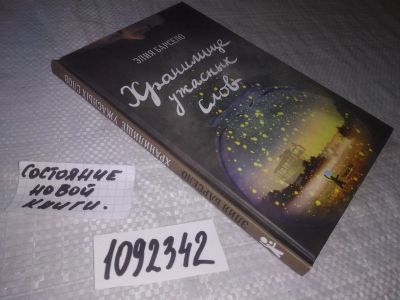 ЭЛИЯ БАРСЕЛО
Хранилище
ужасных
слов
ЭЛИЯ БАРСЕЛО ХРАНИЛИЩЕ УЖАСНЫХ СЛОВ
СОСТОЯНИЕ
НОВОЙ
КНИГИ.
1092342